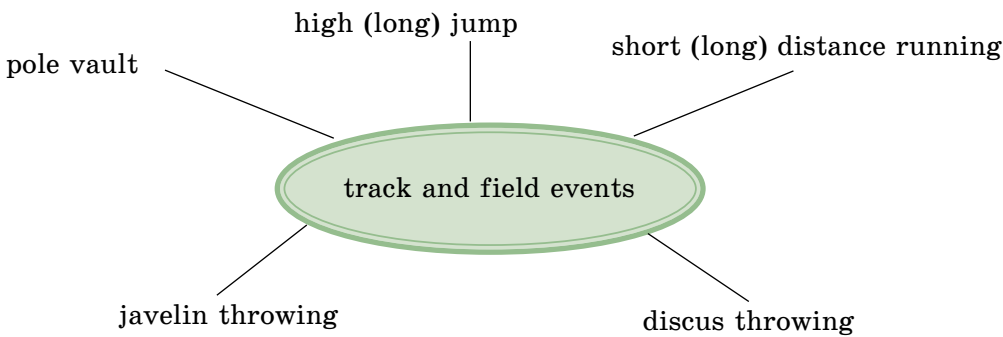 high (long) jump
short (long) distance running
pole vault
track and field events
javelin throwing
discus throwing